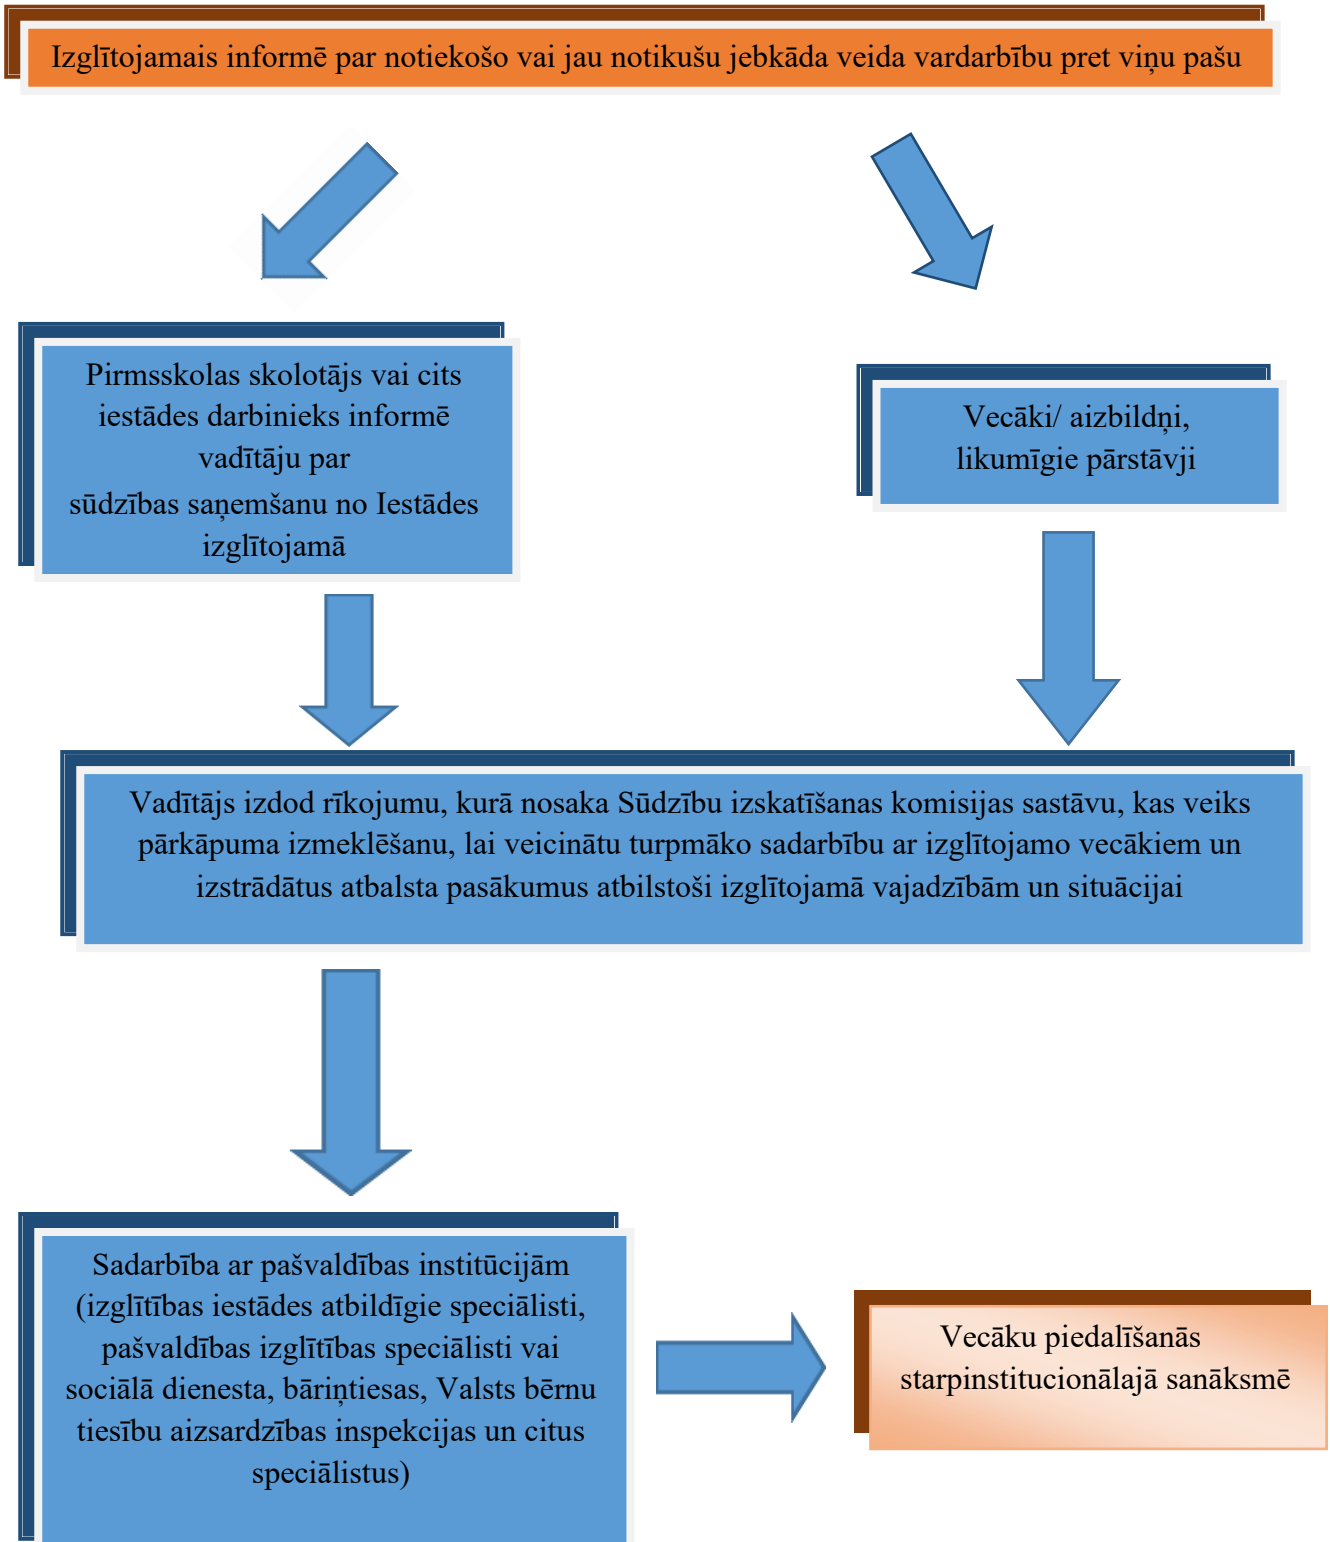 Izglītojamais informē par notiekošo vai jau notikušu jebkāda veida vardarbību pret viņu pašu
Pirmsskolas skolotājs vai cits
iestādes darbinieks informē
vadītāju par
sūdzības saņemšanu no Iestādes
izglītojamā
Vecāki/ aizbildņi,
likumīgie pārstāvji
Vadītājs izdod rīkojumu, kurā nosaka Sūdzību izskatīšanas komisijas sastāvu, kas veiks
pārkāpuma izmeklēšanu, lai veicinātu turpmāko sadarbību ar izglītojamo vecākiem un
izstrādātus atbalsta pasākumus atbilstoši izglītojamā vajadzībām un situācijai
Sadarbība ar pašvaldības institūcijām
(izglītības iestādes atbildīgie speciālisti,
pašvaldības izglītības speciālisti vai
sociālā dienesta, bāriņtiesas, Valsts bērnu
tiesību aizsardzības inspekcijas un citus
speciālistus)
Vecāku piedalīšanās
starpinstitucionālajā sanāksmē